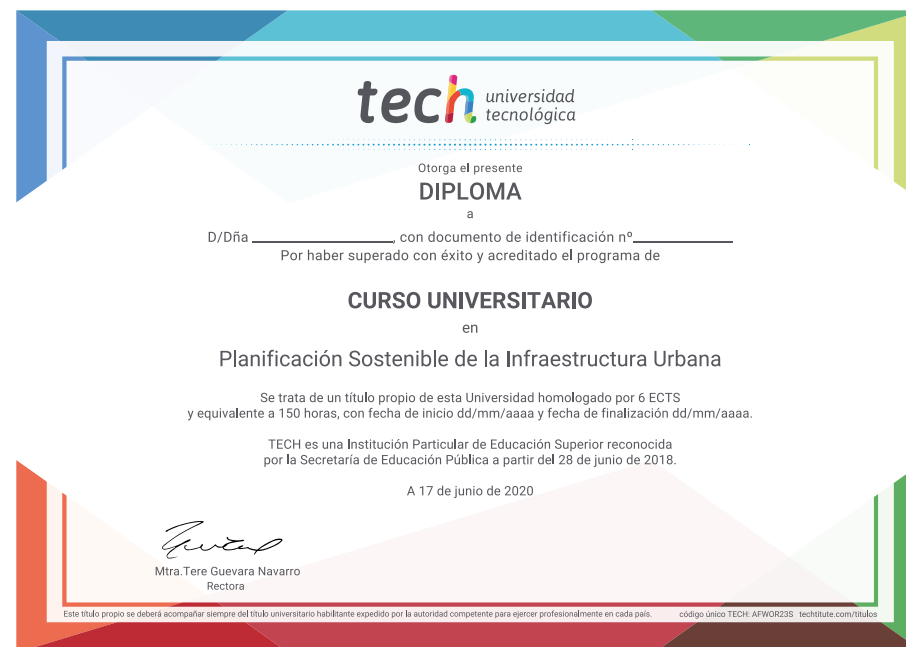 tech universidad
tecnológica
Otorga el presente
DIPLOMA
a
D/Dña ____________________, con documento de identificación nº______________
Por haber superado con éxito y acreditado el programa de
CURSO UNIVERSITARIO
en
Planificación Sostenible de la Infraestructura Urbana
Se trata de un título propio de esta Universidad homologado por 6 ECTS
y equivalente a 150 horas, con fecha de inicio dd/mm/aaaa y fecha de finalización dd/mm/aaaa.
TECH es una Institución Particular de Educación Superior reconocida
por la Secretaría de Educación Pública a partir del 28 de junio de 2018.
A 17 de junio de 2020
Mtra.Tere Guevara Navarro
Rectora
Este título propio se deberá acompañar siempre del título universitario habilitante expedido por la autoridad competente para ejercer profesionalmente en cada país. código único TECH: AFWOR23S techtitute.com/títulos